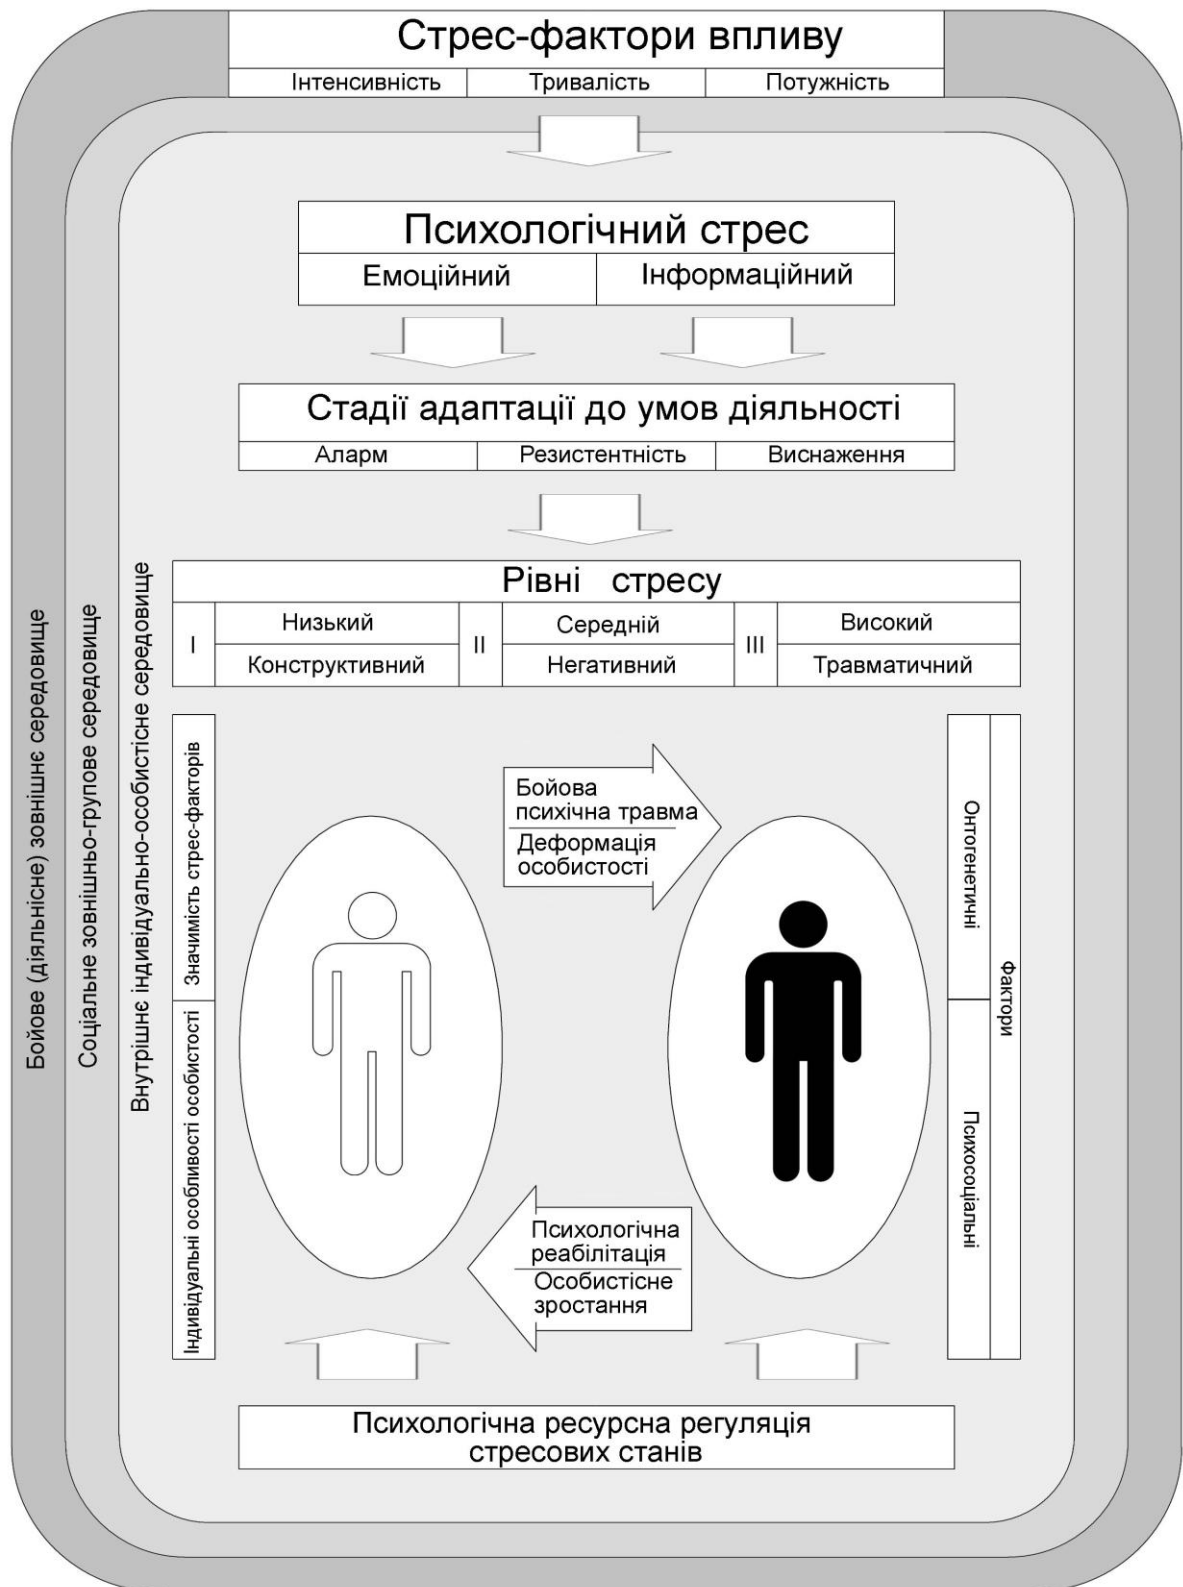 Стрес-фактори впливу
Інтенсивність
Тривалість
Потужність
Психологічний стрес
Емоційний
Інформаційний
Стадії адаптації до умов діяльності
Аларм
Резистентність
Виснаження
Рівні стресу
I
Низький
Конструктивний
II
Середній
Негативний
III
Високий
Травматичний
Бойове (діяльнісне) зовнішнє середовище
Соціальне зовнішньо-групове середовище
Внутрішнє індивідуально-особистісне середовище
Значимість стрес-факторів
Індивідуальні особливості особистості
Бойова
психічна травма
Деформація
особистості
Онтогенетичні
Психосоціальні
Фактори
Психологічна
реабілітація
Особистісне
зростання
Психологічна ресурсна регуляція
стресових станів